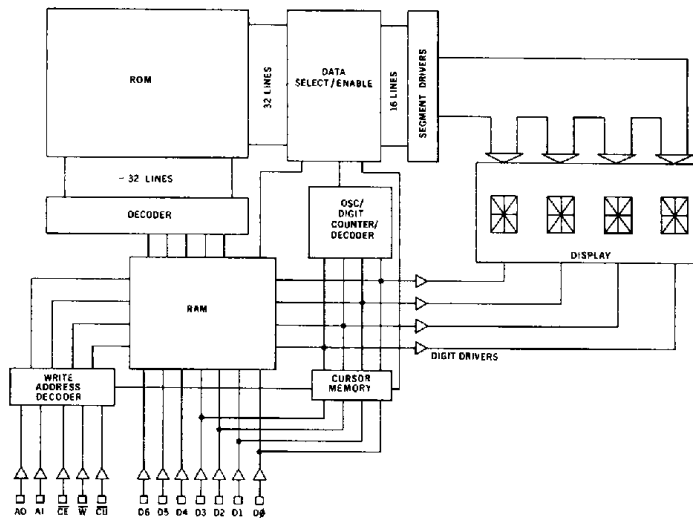 ROM
32 LINES
DATA
SELECT/ENABLE
16 LINES
SEGMENT DRIVERS
32 LINES
DECODER
OSC/
DIGIT
COUNTER/
DECODER
DISPLAY
RAM
DIGIT DRIVERS
WRITE
ADDRESS
DECODER
CURSOR
MEMORY
A0 A1 CE W CU D6 D5 D4 D3 D2 D1 DØ